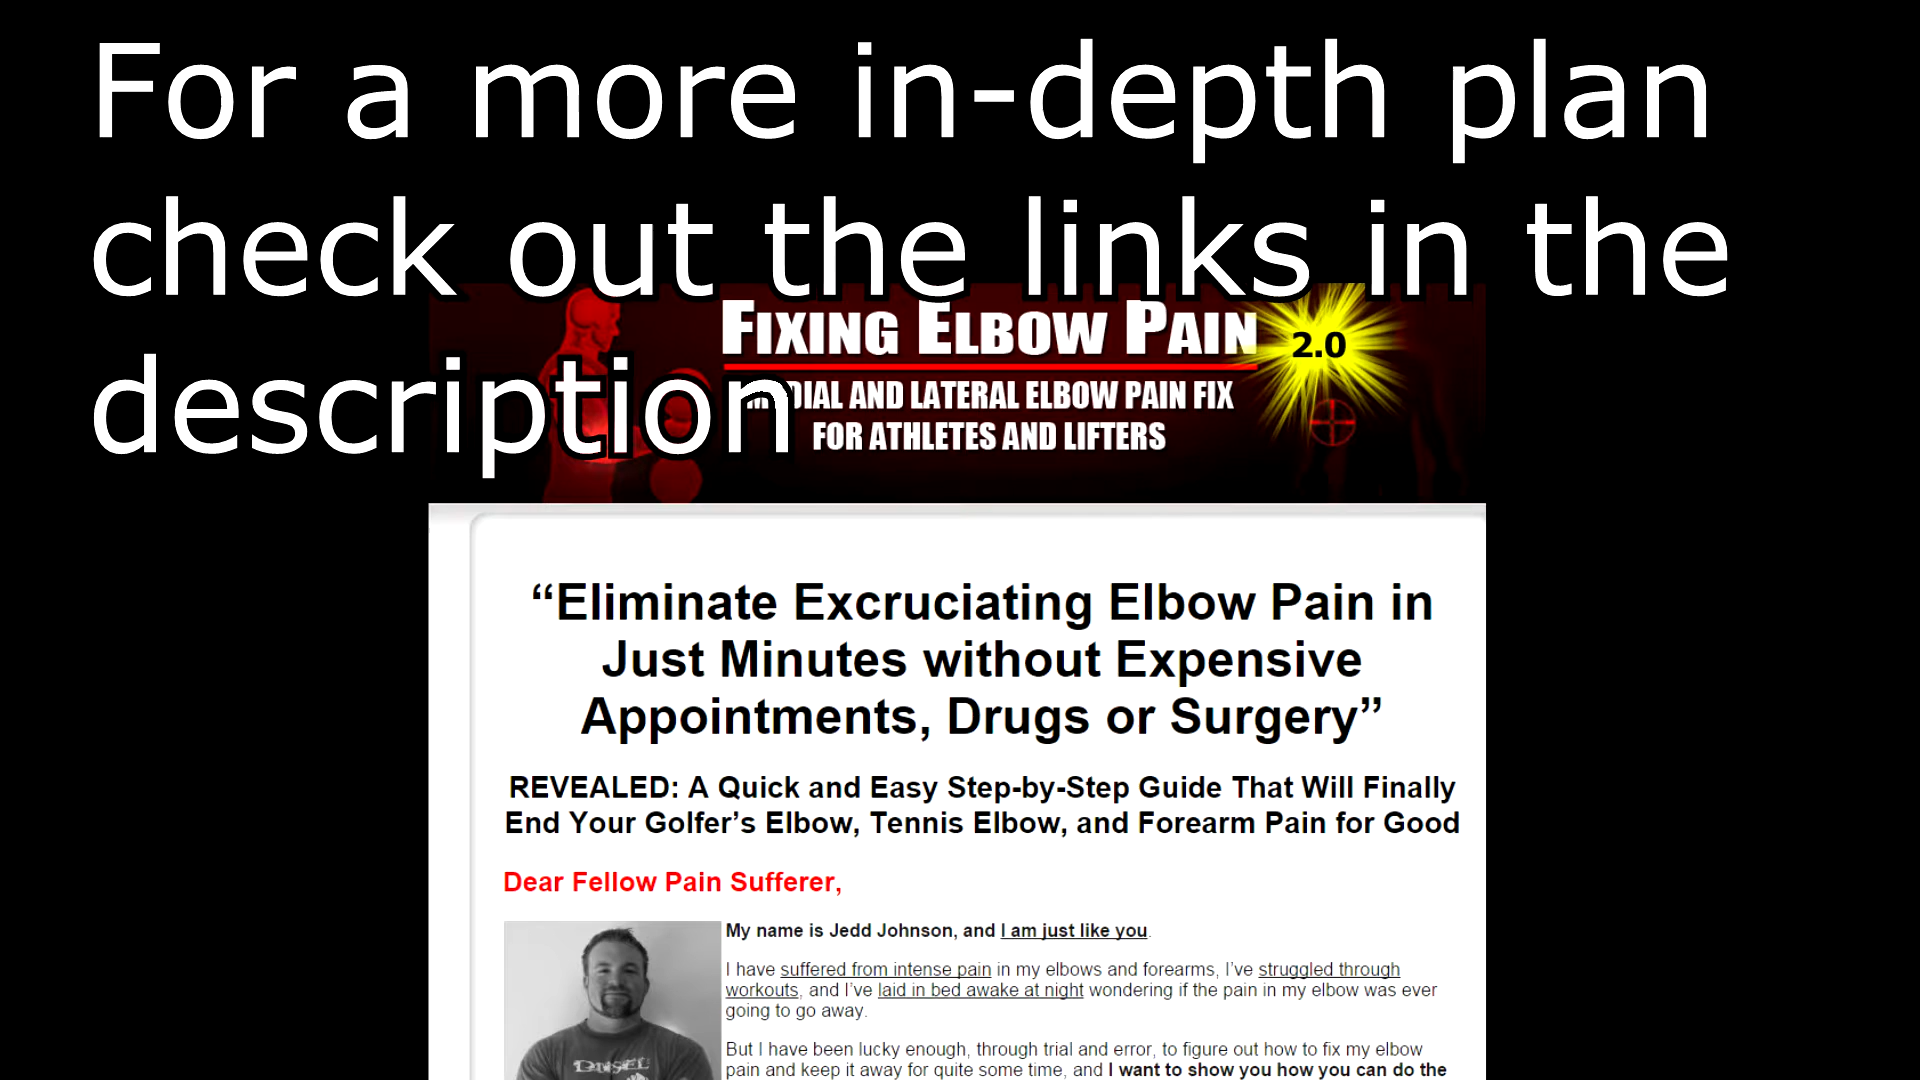 For a more in-depth plan
check out the links in the
description
FIXING ELBOW PAIN
2.0
DIAL AND LATERAL ELBOW PAIN FIX
FOR ATHLETES AND LIFTERS
“Eliminate Excruciating Elbow Pain in
Just Minutes without Expensive
Appointments, Drugs or Surgery”
REVEALED: A Quick and Easy Step-by-Step Guide That Will Finally
End Your Golfer’s Elbow, Tennis Elbow, and Forearm Pain for Good
Dear Fellow Pain Sufferer,
My name is Jedd Johnson, and I am just like you.
I have suffered from intense pain in my elbows and forearms, I’ve struggled through
workouts, and I’ve laid in bed awake at night wondering if the pain in my elbow was ever
going to go away.
But I have been lucky enough, through trial and error, to figure out how to fix my elbow
pain and keep it away for quite some time, and I want to show you how you can do the